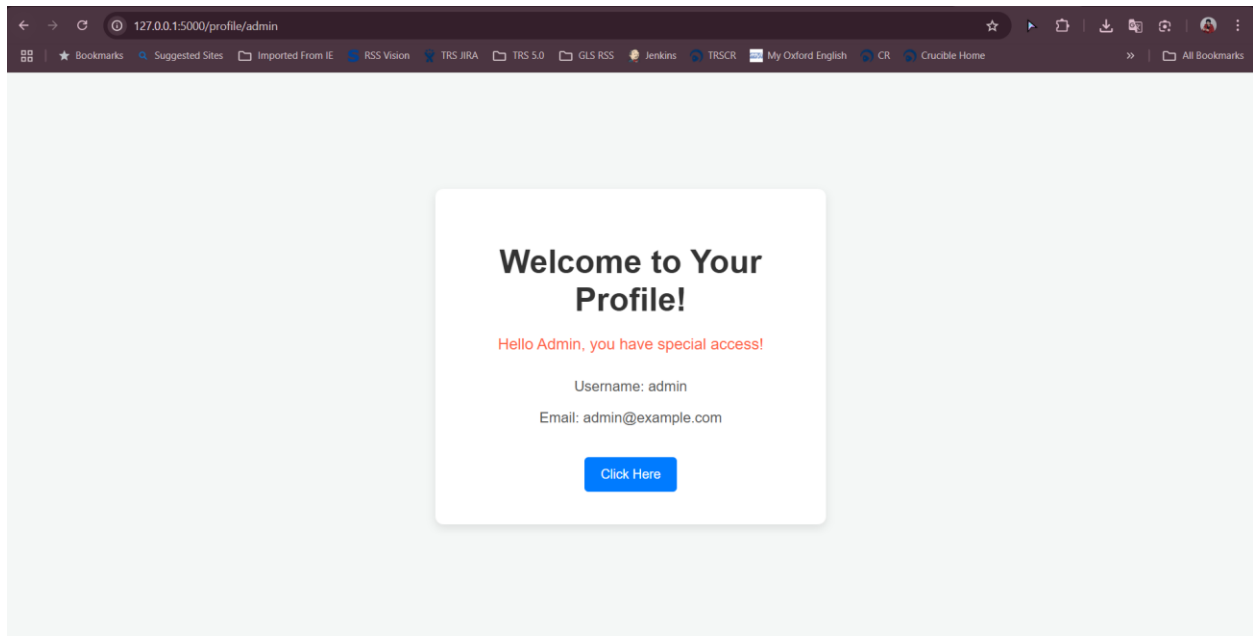 127.0.0.1:5000/profile/admin
Bookmarks Suggested Sites Imported From IE RSS Vision TRS JIRA TRS 5.0 GLS RSS Jenkins TRSCR My Oxford English CR Crucible Home » All Bookmarks
Welcome to Your
Profile!
Hello Admin, you have special access!
Username: admin
Email: admin@example.com
Click Here